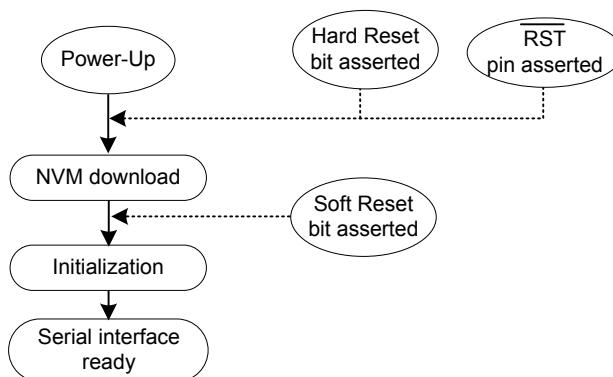 Power-Up
Hard Reset
bit asserted
RST
pin asserted
NVM download
Soft Reset
bit asserted
Initialization
Serial interface
ready